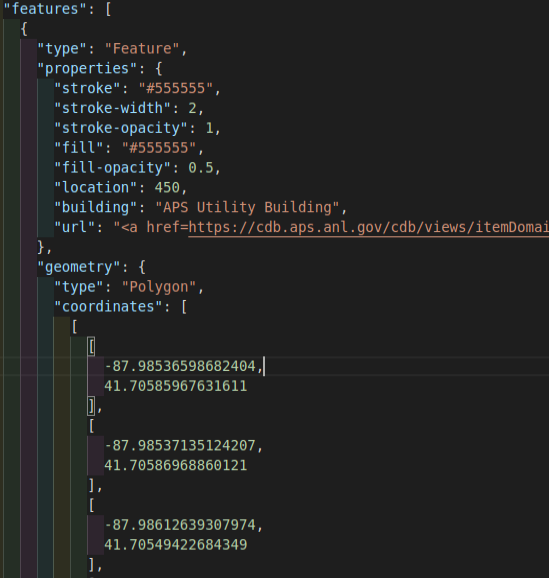 "features": [
{
"type": "Feature",
"properties": {
"stroke": "#555555",
"stroke-width": 2,
"stroke-opacity": 1,
"fill": "#555555",
"fill-opacity": 0.5,
"location": 450,
"building": "APS Utility Building",
"url": "<a href=https://cdb.aps.anl.gov/cdb/views/itemDomai
},
"geometry": {
"type": "Polygon",
"coordinates": [
[
[
-87.98536598682404,
41.70585967631611
],
[
-87.98537135124207,
41.70586968860121
],
[
-87.98612639307974,
41.70549422684349
],